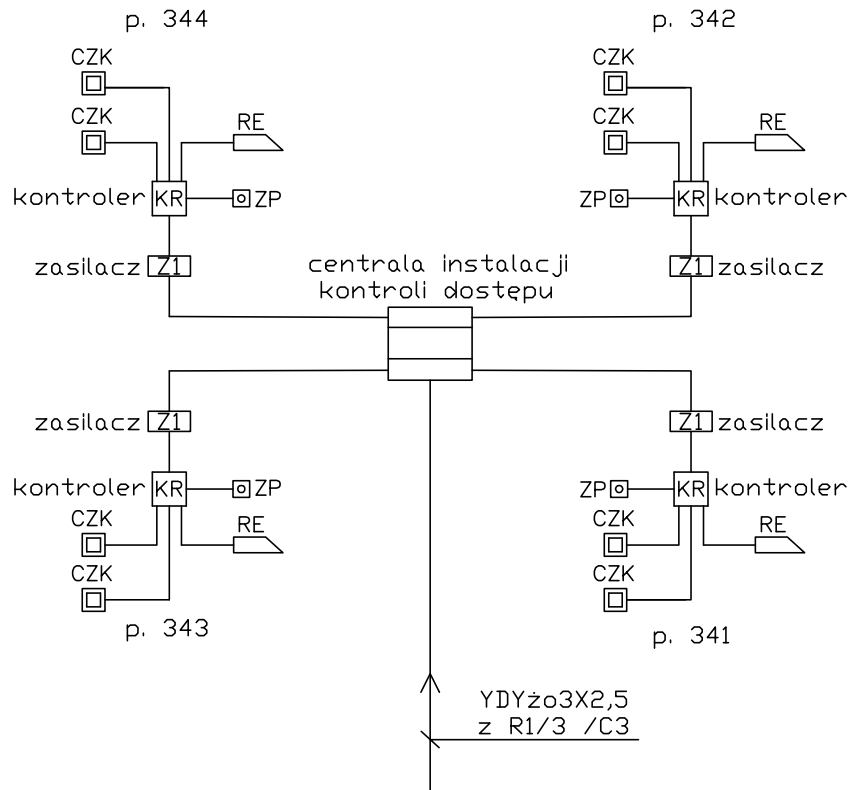 p. 344
p. 342
CZK
CZK
CZK
CZK
RE
RE
kontroler KR ZP
ZP KR kontroler
zasilacz Z1
Z1 zasilacz
centrala instalacji
kontroli dostępu
zasilacz Z1
Z1 zasilacz
kontroler KR ZP
ZP KR kontroler
CZK
RE
CZK
RE
CZK
CZK
p. 343
p. 341
YDYżo3X2,5
z R1/3 /C3